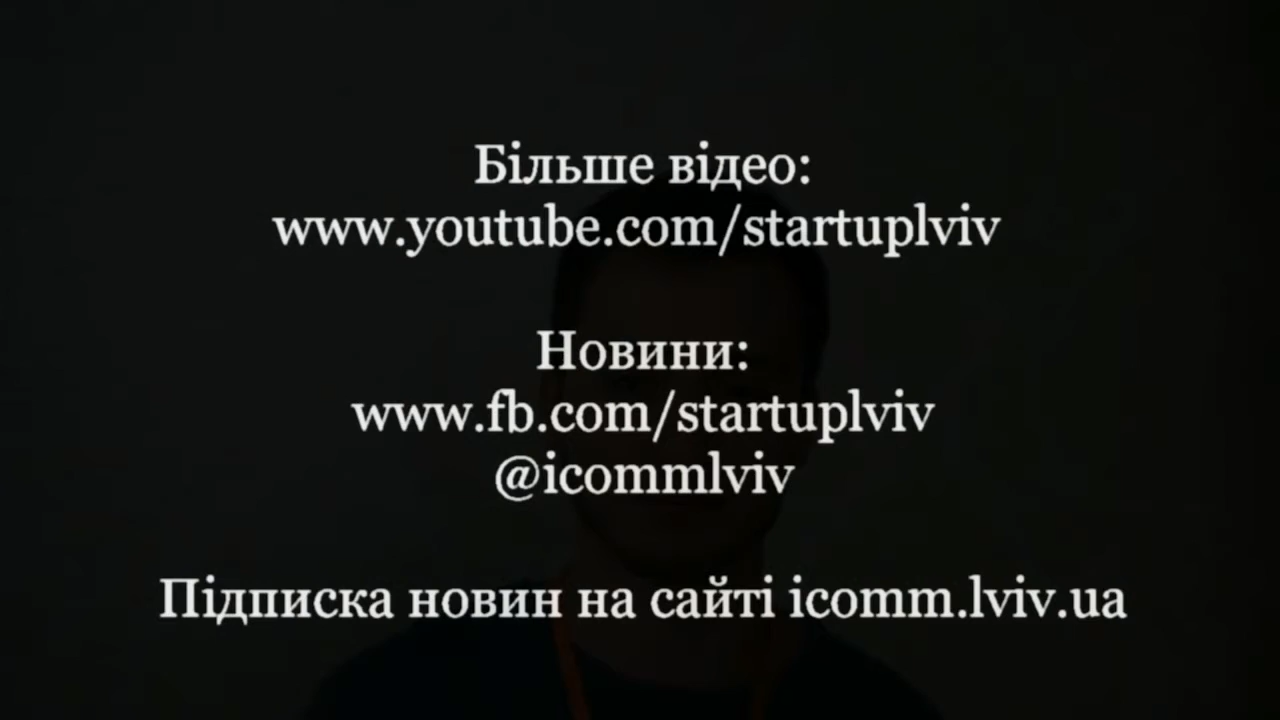 Більше відео:
www.youtube.com/startuplviv
Новини:
www.fb.com/startuplviv
@icommlviv
Підписка новин на сайті icomm.lviv.ua